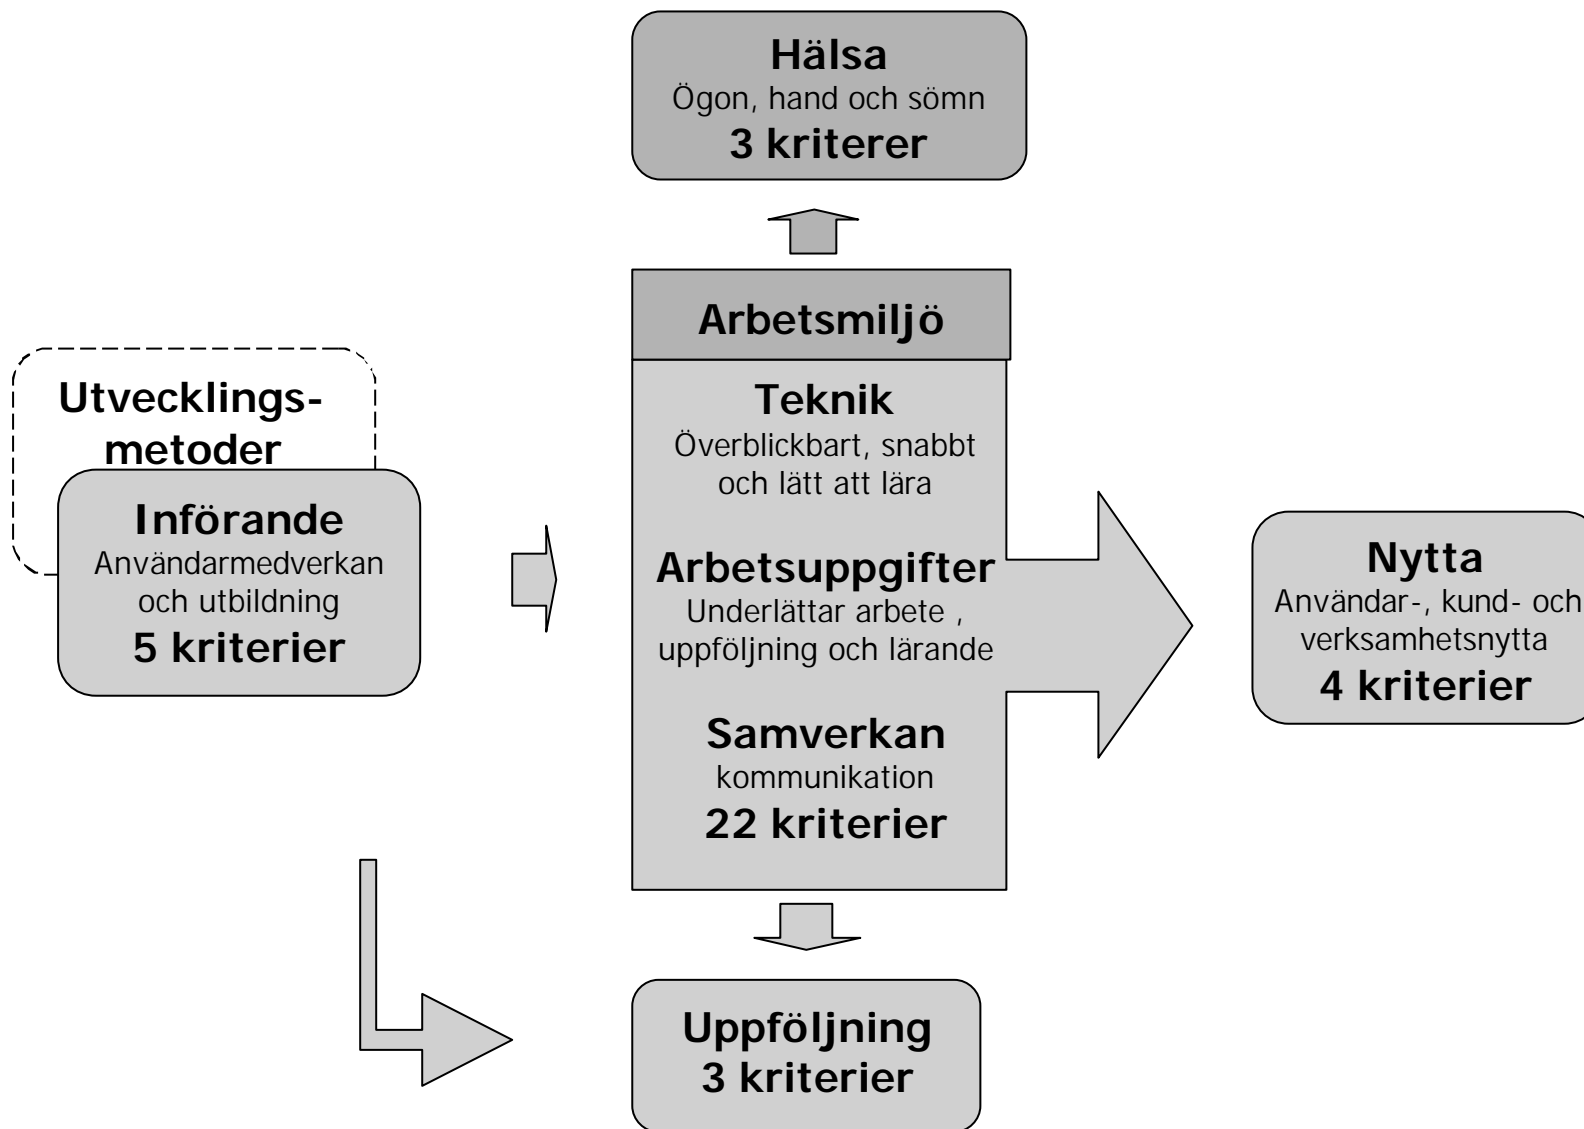 Hälsa
Ögon, hand och sömn
3 kriterer
Arbetsmiljö
Utvecklings-
metoder
Införande
Användarmedverkan
och utbildning
5 kriterier
Teknik
Överblickbart, snabbt
och lätt att lära
Arbetsuppgifter
Underlättar arbete ,
uppföljning och lärande
Samverkan
kommunikation
22 kriterier
Nytta
Användar-, kund- och
verksamhetsnytta
4 kriterier
Uppföljning
3 kriterier